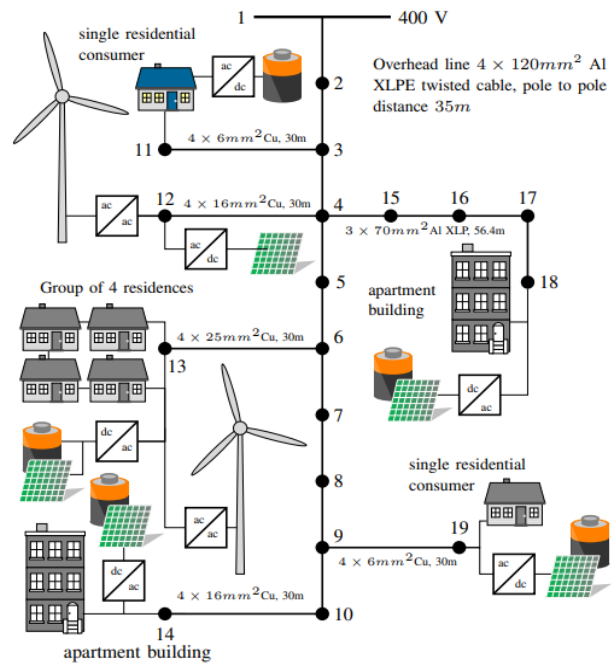 1
400 V
single residential
consumer
ac
dc
2
Overhead line 4 × 120mm² Al
XLPE twisted cable, pole to pole
distance 35m
4 × 6mm²Cu, 30m
11
3
ac
ac
12
4 × 16mm²Cu, 30m
4
15
16
17
3 × 70mm²Al XLP, 56.4m
ac
dc
Group of 4 residences
5
apartment
building
18
4 × 25mm²Cu, 30m
6
13
dc
ac
7
dc
ac
8
single residential
consumer
ac
ac
9
19
4 × 6mm²Cu, 30m
dc
ac
ac
dc
4 × 16mm²Cu, 30m
10
14
apartment building